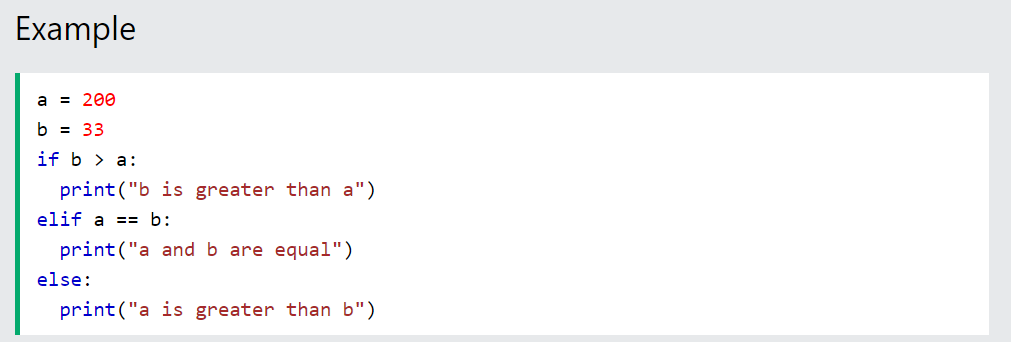 Example
a = 200
b = 33
if b > a:
  print("b is greater than a")
elif a == b:
  print("a and b are equal")
else:
  print("a is greater than b")